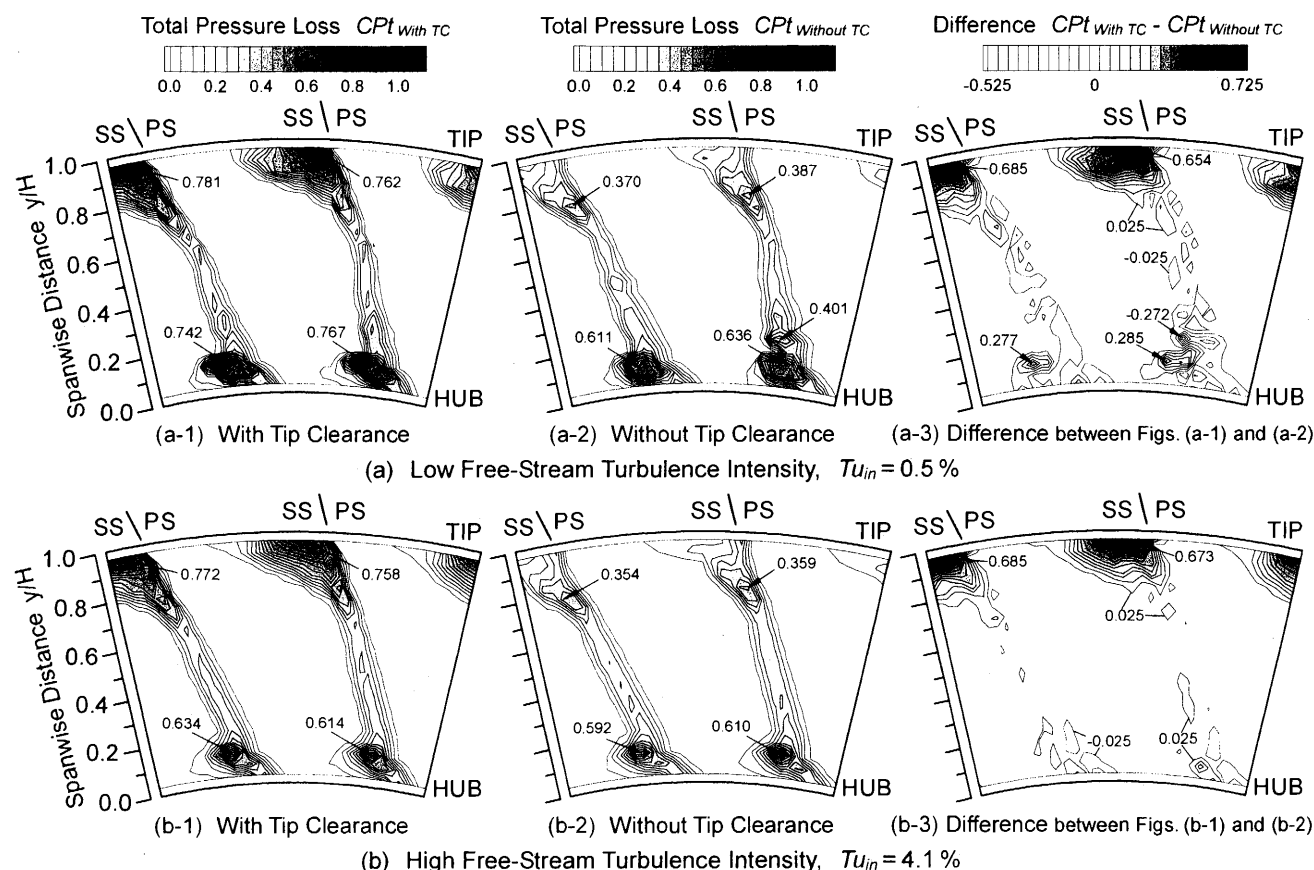 Total Pressure Loss CPt With TC
0.0 0.2 0.4 0.6 0.8 1.0
Total Pressure Loss CPt Without TC
0.0 0.2 0.4 0.6 0.8 1.0
Difference CPt With TC - CPt Without TC
-0.525 0 0.725
SS \ PS
SS \ PS
TIP
Spanwise Distance y/H
1.0
0.8
0.6
0.4
0.2
0.0
0.781
0.762
0.742
0.767
HUB
(a-1) With Tip Clearance
SS \ PS
SS \ PS
TIP
0.370
0.387
0.401
0.611
0.636
HUB
(a-2) Without Tip Clearance
SS \ PS
SS \ PS
TIP
0.685
0.654
0.025
-0.025
-0.272
0.277
0.285
HUB
(a-3) Difference between Figs. (a-1) and (a-2)
(a) Low Free-Stream Turbulence Intensity, Tuin = 0.5 %
SS \ PS
SS \ PS
TIP
Spanwise Distance y/H
1.0
0.8
0.6
0.4
0.2
0.0
0.772
0.758
0.634
0.614
HUB
(b-1) With Tip Clearance
SS \ PS
SS \ PS
TIP
0.354
0.359
0.592
0.610
HUB
(b-2) Without Tip Clearance
SS \ PS
SS \ PS
TIP
0.685
0.673
0.025
-0.025
0.025
HUB
(b-3) Difference between Figs. (b-1) and (b-2)
(b) High Free-Stream Turbulence Intensity, Tuin = 4.1 %